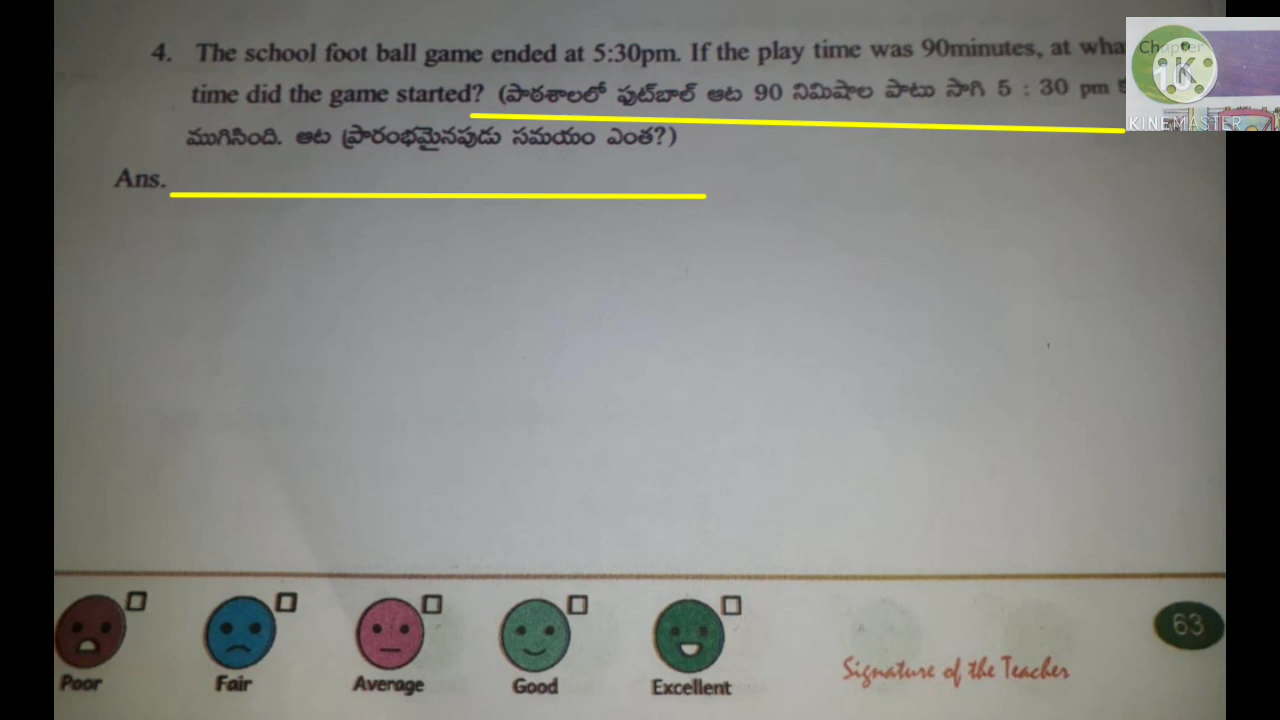 4. The school foot ball game ended at 5:30pm. If the play time was 90minutes, at wha
time did the game started? (పాఠశాలలో ఫుట్‌బాల్ ఆట 90 నిమిషాల పాటు సాగి 5 : 30 pm
ముగిసింది. ఆట ప్రారంభమైనపుడు సమయం ఎంత?)
Ans.
Chapter
1K
KINEMASTER
63
Signature of the Teacher
Poor Fair Average Good Excellent